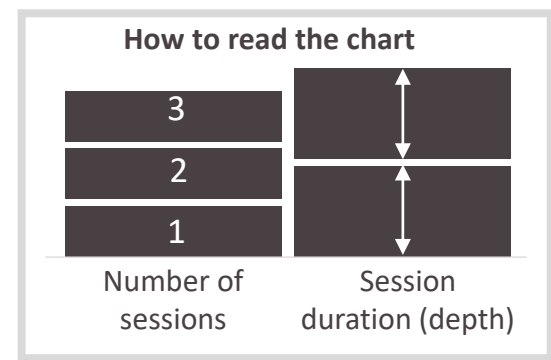 How to read the chart
3
2
1
Number of
sessions
Session
duration (depth)